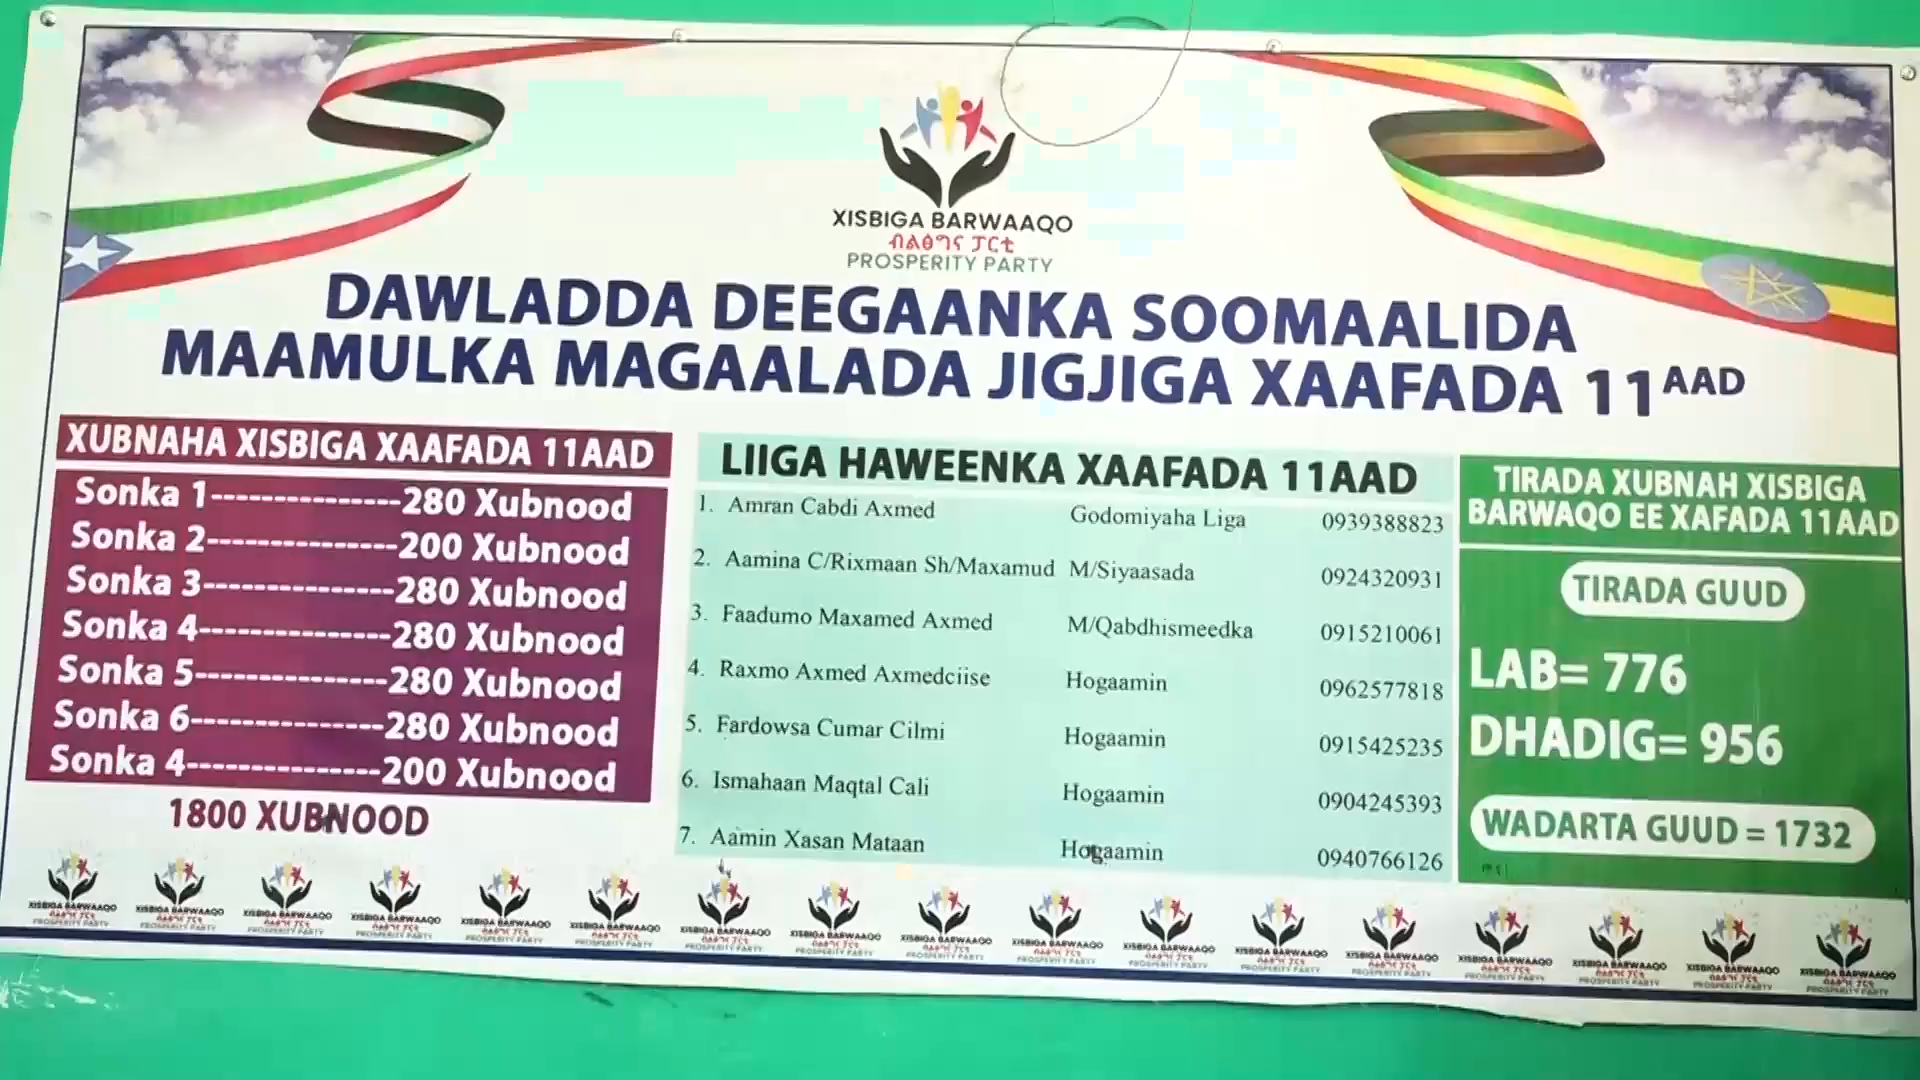 XISBIGA BARWAAQO
ብልፅግና ፓርቲ
PROSPERITY PARTY
DAWLADDA DEEGAANKA SOOMAALIDA
MAAMULKA MAGAALADA JIGJIGA XAAFADA 11AAD
XUBNAHA XISBIGA XAAFADA 11AAD
Sonka 1---------------280 Xubnood
Sonka 2---------------200 Xubnood
Sonka 3---------------280 Xubnood
Sonka 4---------------280 Xubnood
Sonka 5---------------280 Xubnood
Sonka 6---------------280 Xubnood
Sonka 4---------------200 Xubnood
1800 XUBNOOD
LIIGA HAWEENKA XAAFADA 11AAD
1. Amran Cabdi Axmed Godomiyaha Liga 0939388823
2. Aamina C/Rixmaan Sh/Maxamud M/Siyaasada 0924320931
3. Faadumo Maxamed Axmed M/Qabdhismeedka 0915210061
4. Raxmo Axmed Axmedciise Hogaamin 0962577818
5. Fardowsa Cumar Cilmi Hogaamin 0915425235
6. Ismahaan Maqtal Cali Hogaamin 0904245393
7. Aamin Xasan Mataan Hogaamin 0940766126
TIRADA XUBNAH XISBIGA
BARWAQO EE XAFADA 11AAD
TIRADA GUUD
LAB= 776
DHADIG= 956
WADARTA GUUD = 1732